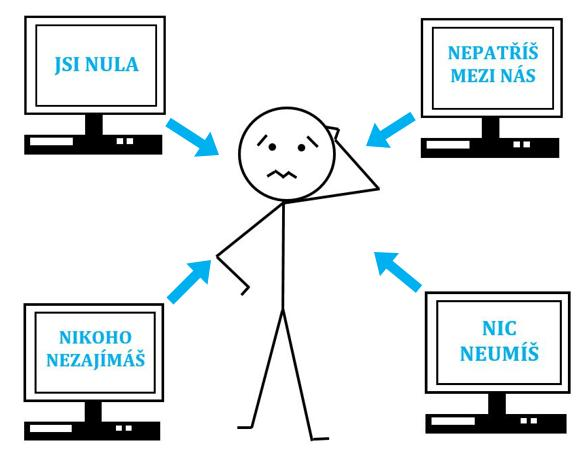 JSI NULA
NEPATŘÍŠ
MEZI NÁS
NIKOHO
NEZAJÍMÁŠ
NIC
NEUMÍŠ